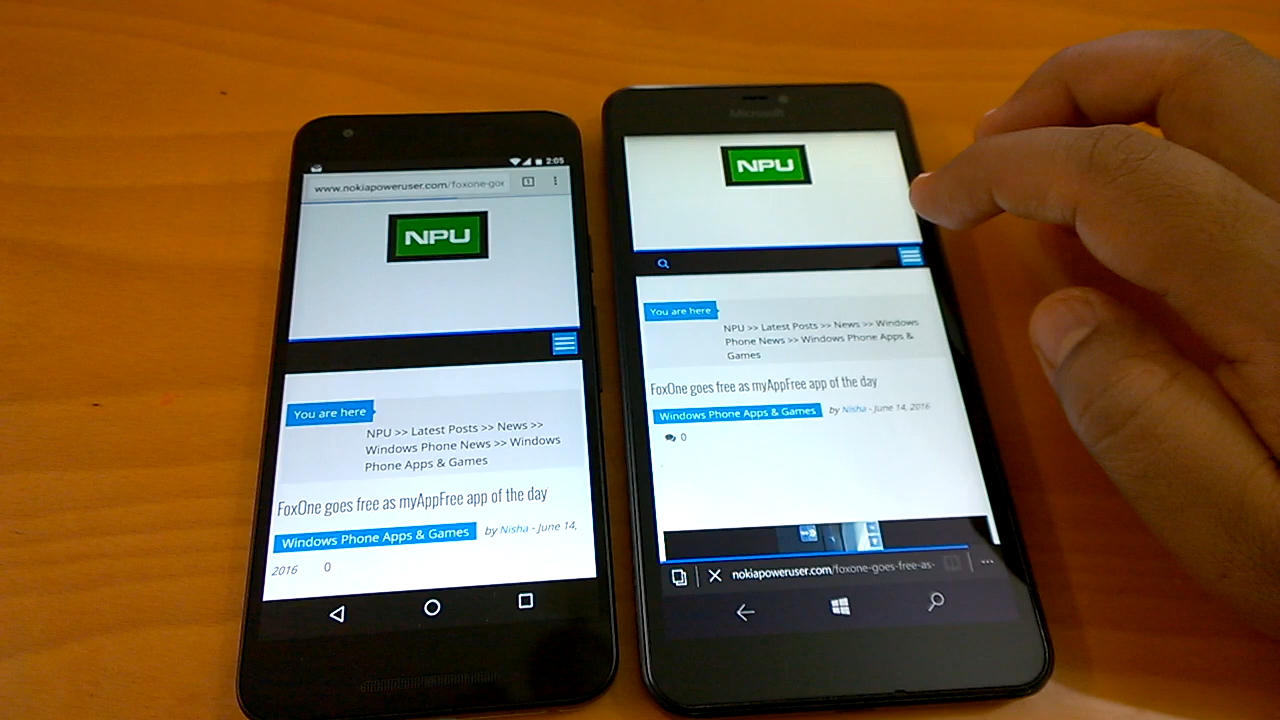 2:05
www.nokiapoweruser.com/foxone-go
1
NPU
You are here
NPU >> Latest Posts >> News >>
Windows Phone News >> Windows
Phone Apps & Games
FoxOne goes free as myAppFree app of the day
Windows Phone Apps & Games by Nisha - June 14,
2016 0
Microsoft
NPU
You are here
NPU >> Latest Posts >> News >> Windows
Phone News >> Windows Phone Apps &
Games
FoxOne goes free as myAppFree app of the day
Windows Phone Apps & Games by Nisha - June 14, 2016
0
nokiapoweruser.com/foxone-goes-free-as-